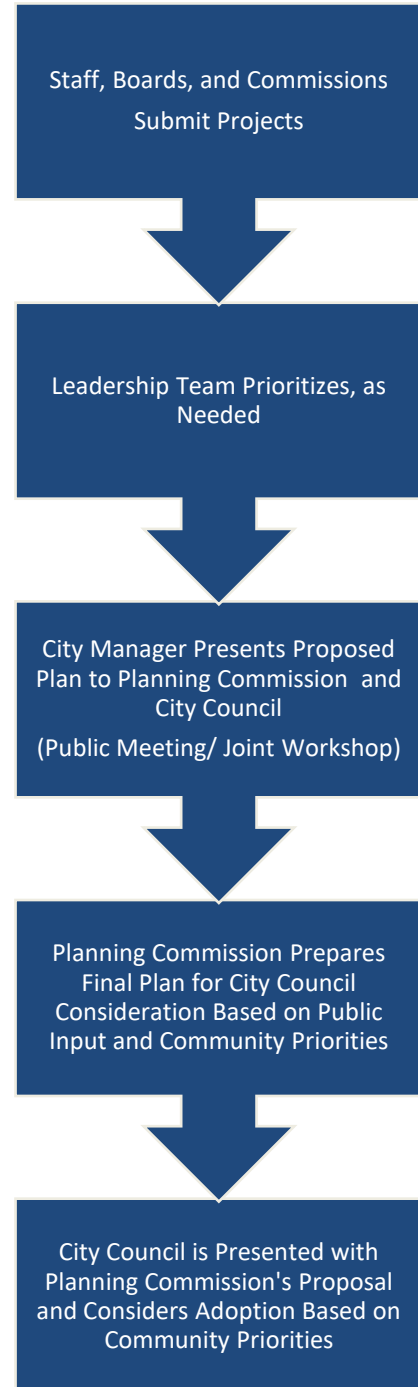 Staff, Boards, and Commissions
Submit Projects
Leadership Team Prioritizes, as
Needed
City Manager Presents Proposed
Plan to Planning Commission and
City Council
(Public Meeting/ Joint Workshop)
Planning Commission Prepares
Final Plan for City Council
Consideration Based on Public
Input and Community Priorities
City Council is Presented with
Planning Commission's Proposal
and Considers Adoption Based on
Community Priorities